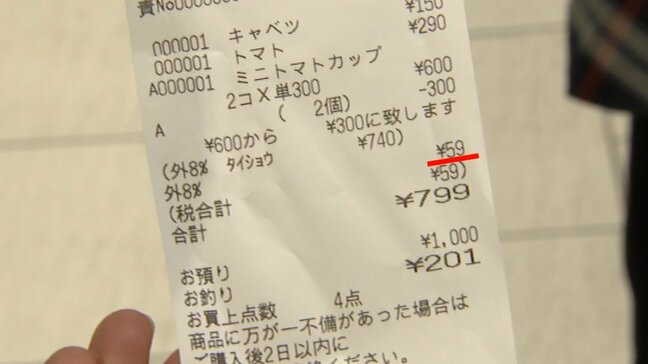 000001 キャベツ ¥150
000001 トマト ¥290
A000001 ミニトマトカップ
2コX単300 ¥600
A ( 2個) -300
¥600から ¥300に致します
(外8% タイショウ ¥740)
外8% ¥59
(税合計 ¥59)
合計 ¥799
お預り ¥1,000
お釣り ¥201
お買上点数 4点
商品に万が一不備があった場合は
ご購入後2日以内に
ください。